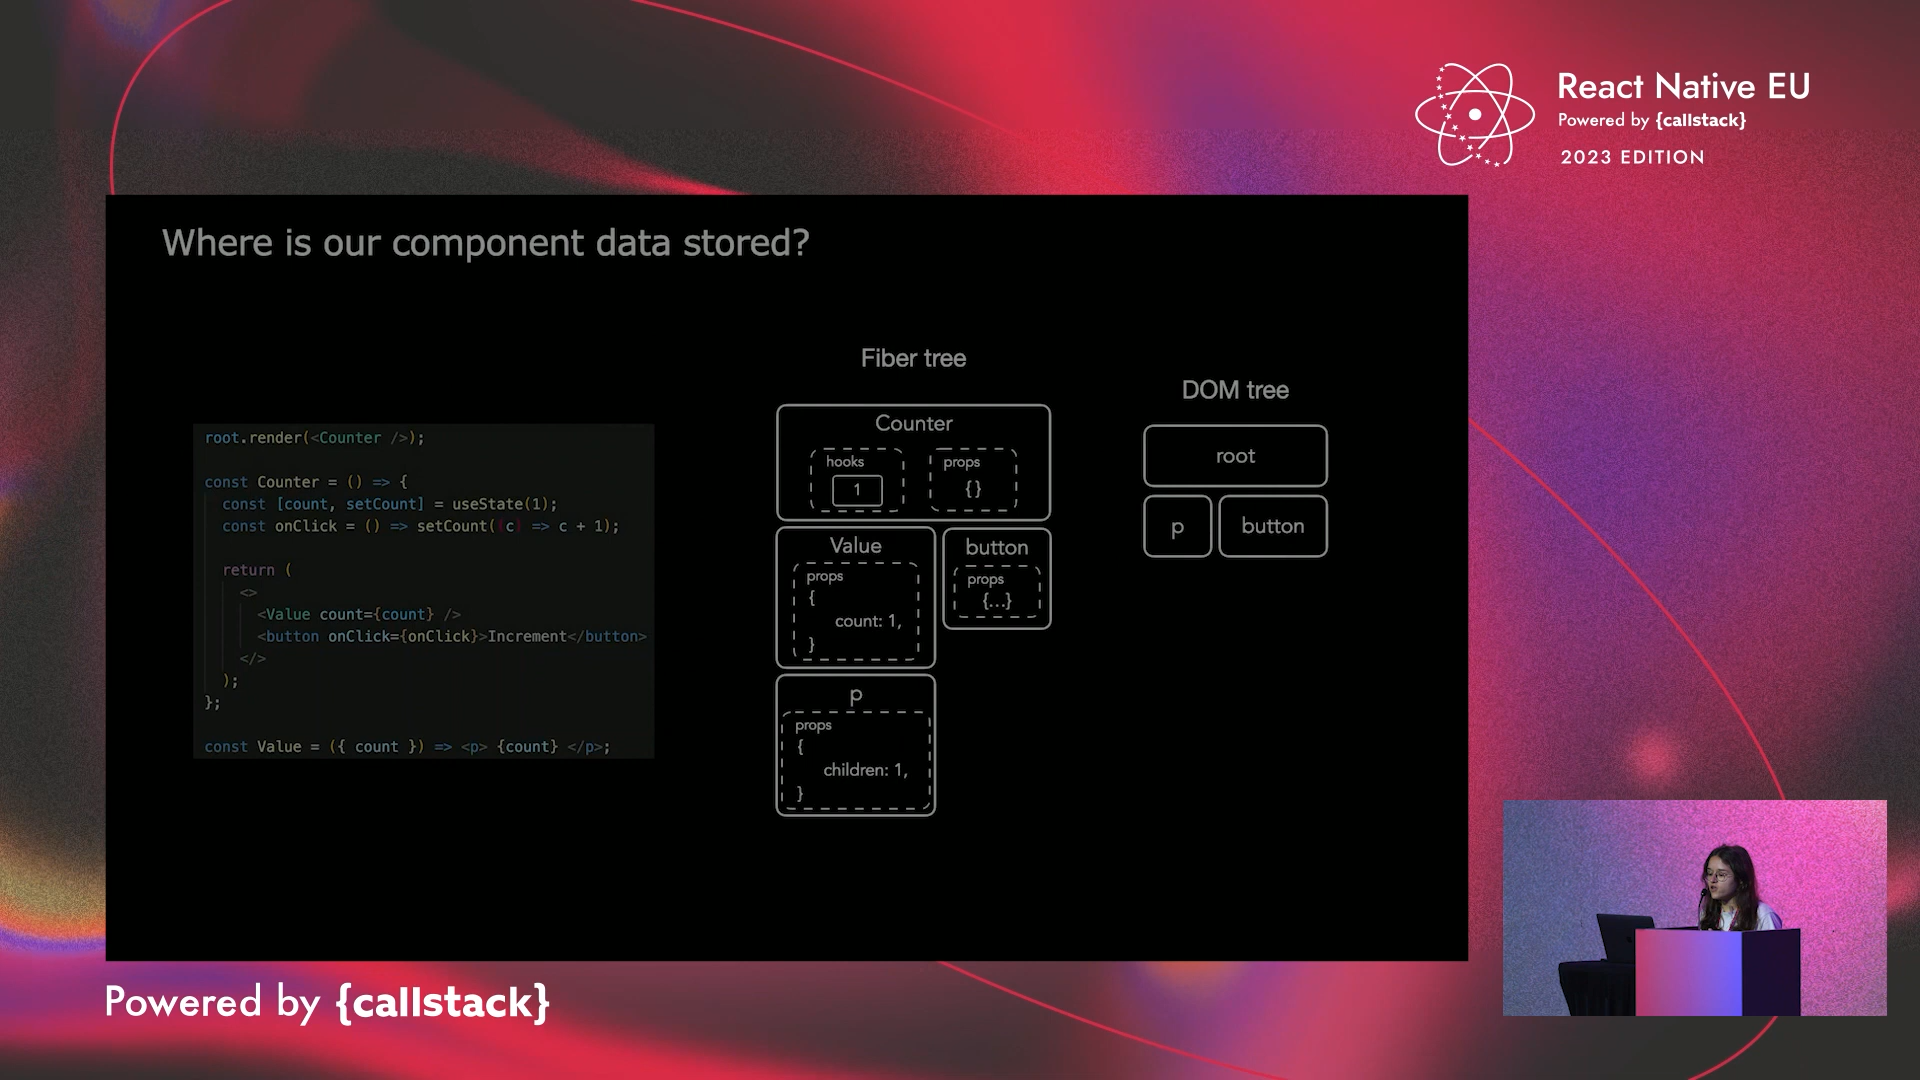 React Native EU
Powered by {callstack}
2023 EDITION
Where is our component data stored?
root.render(<Counter />);
const Counter = () => {
const [count, setCount] = useState(1);
const onClick = () => setCount((c) => c + 1);
return (
<>
<Value count={count} />
<button onClick={onClick}>Increment</button>
</>
);
};
const Value = ({ count }) => <p> {count} </p>;
Fiber tree
Counter
hooks
1
props
{}
Value
props
{
count: 1,
}
button
props
{...}
p
props
{
children: 1,
}
DOM tree
root
p
button
Powered by {callstack}